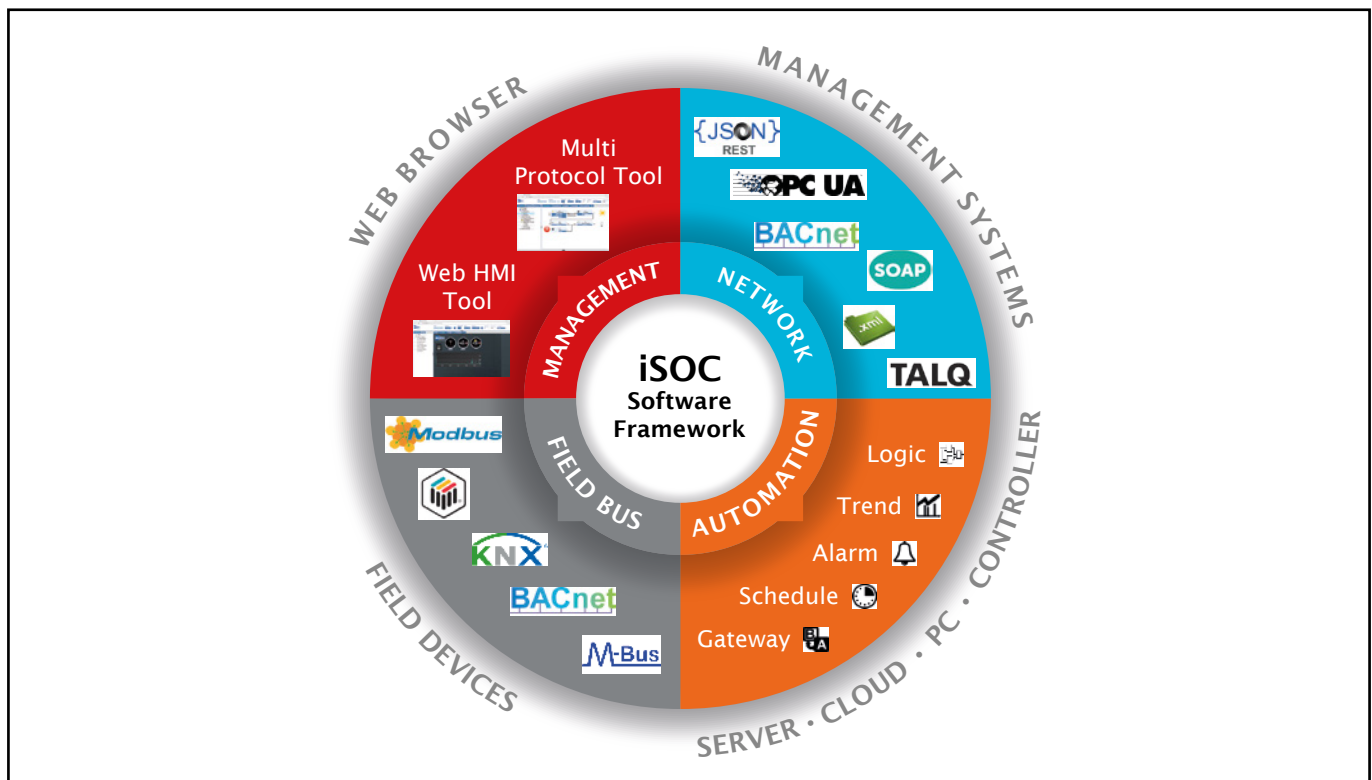 WEB BROWSER
MANAGEMENT SYSTEMS
Multi
Protocol Tool
Web HMI
Tool
{JSON}
REST
OPC UA
BACnet
SOAP
.xml
TALQ
MANAGEMENT
NETWORK
iSOC
Software
Framework
FIELD BUS
AUTOMATION
Modbus
KNX
BACnet
M-Bus
Logic
Trend
Alarm
Schedule
Gateway
B
A
FIELD DEVICES
SERVER • CLOUD • PC • CONTROLLER